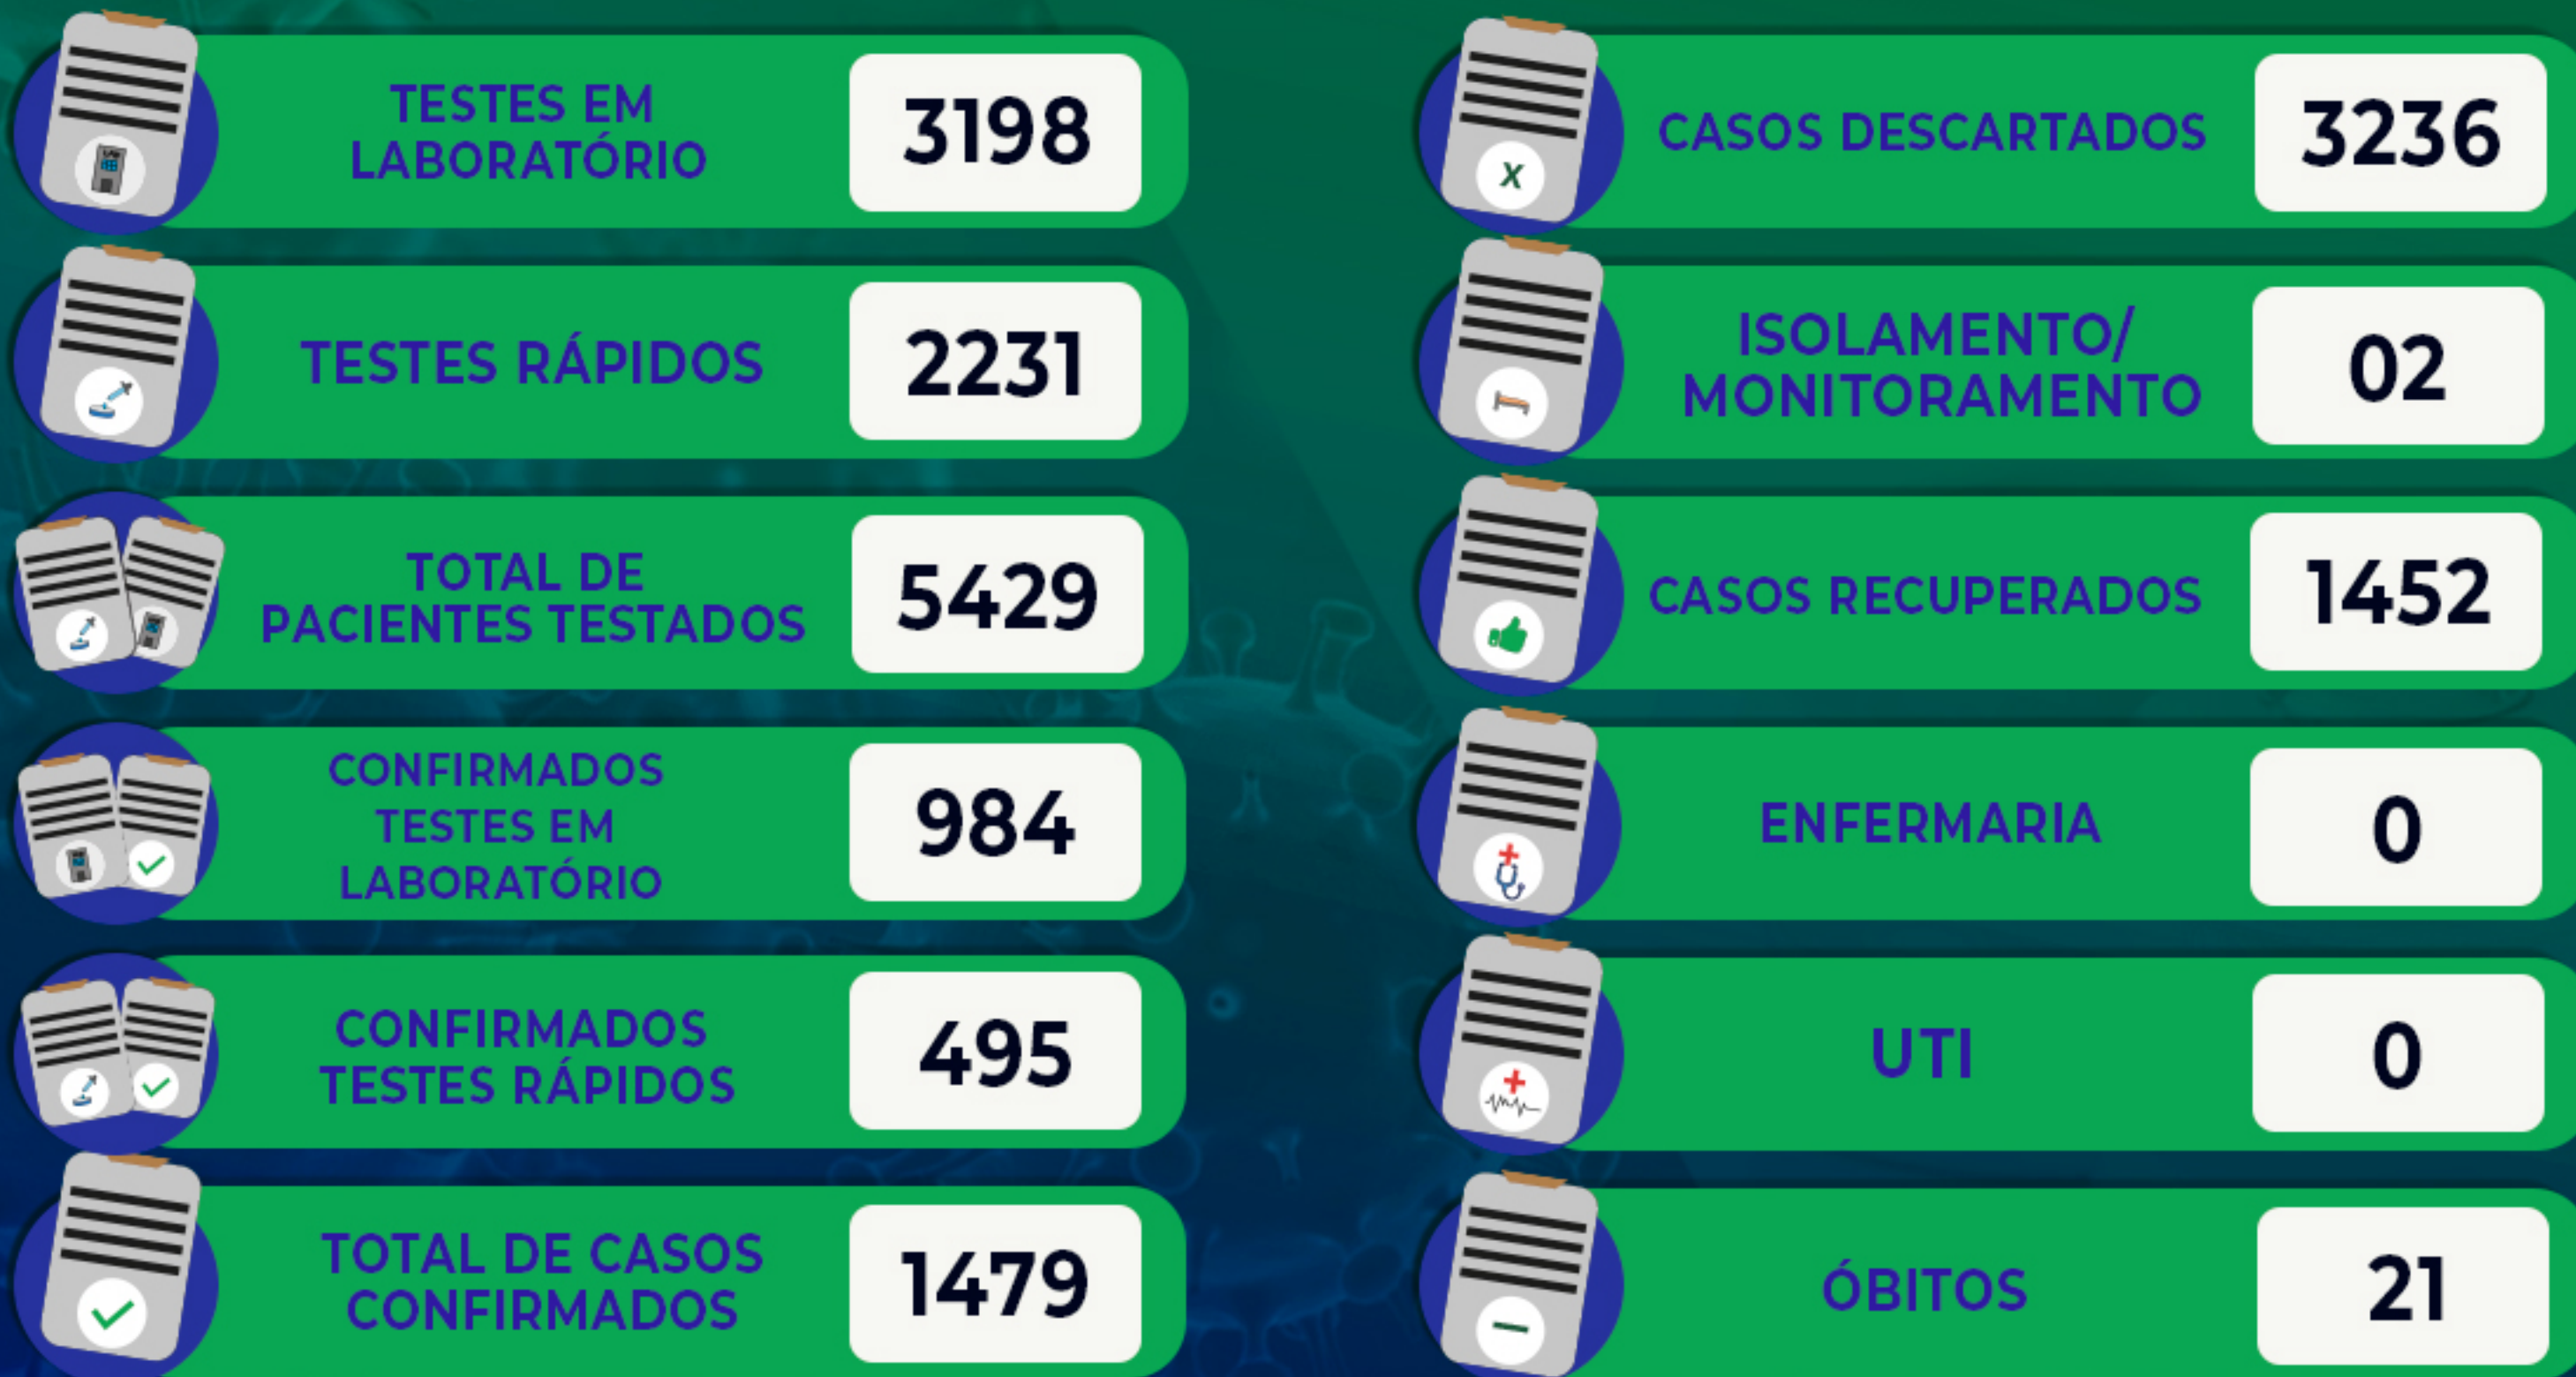 TESTES EM
LABORATÓRIO
3198
TESTES RÁPIDOS
2231
TOTAL DE
PACIENTES TESTADOS
5429
CONFIRMADOS
TESTES EM
LABORATÓRIO
984
CONFIRMADOS
TESTES RÁPIDOS
495
TOTAL DE CASOS
CONFIRMADOS
1479
CASOS DESCARTADOS
3236
ISOLAMENTO/
MONITORAMENTO
02
CASOS RECUPERADOS
1452
ENFERMARIA
0
UTI
0
ÓBITOS
21